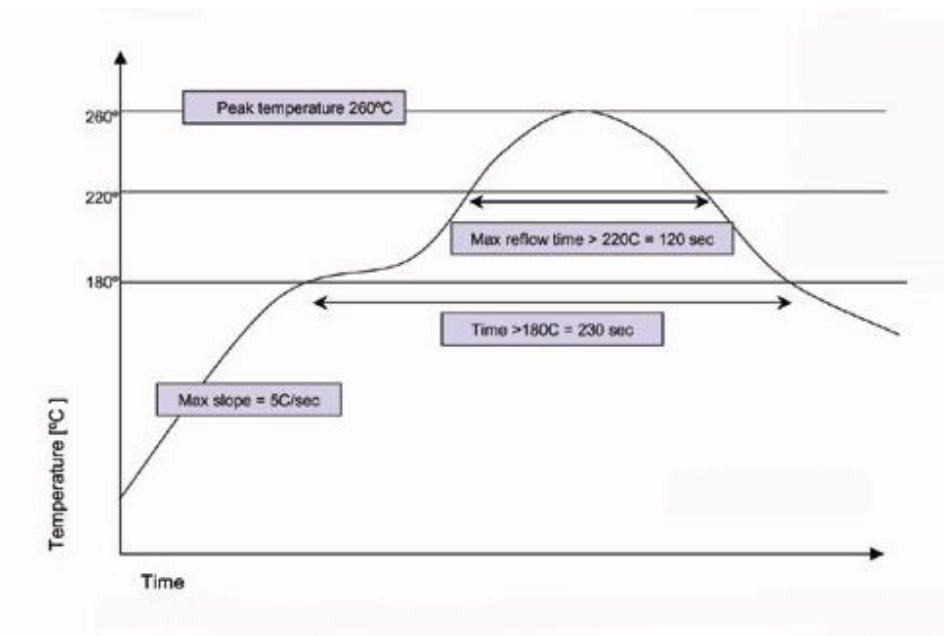 Peak temperature 260ºC
260º
220º
Max reflow time > 220C = 120 sec
180º
Time >180C = 230 sec
Max slope = 5C/sec
Temperature [ºC ]
Time